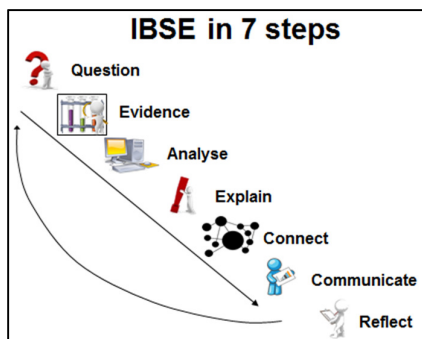 IBSE in 7 steps
Question
Evidence
Analyse
Explain
Connect
Communicate
Reflect